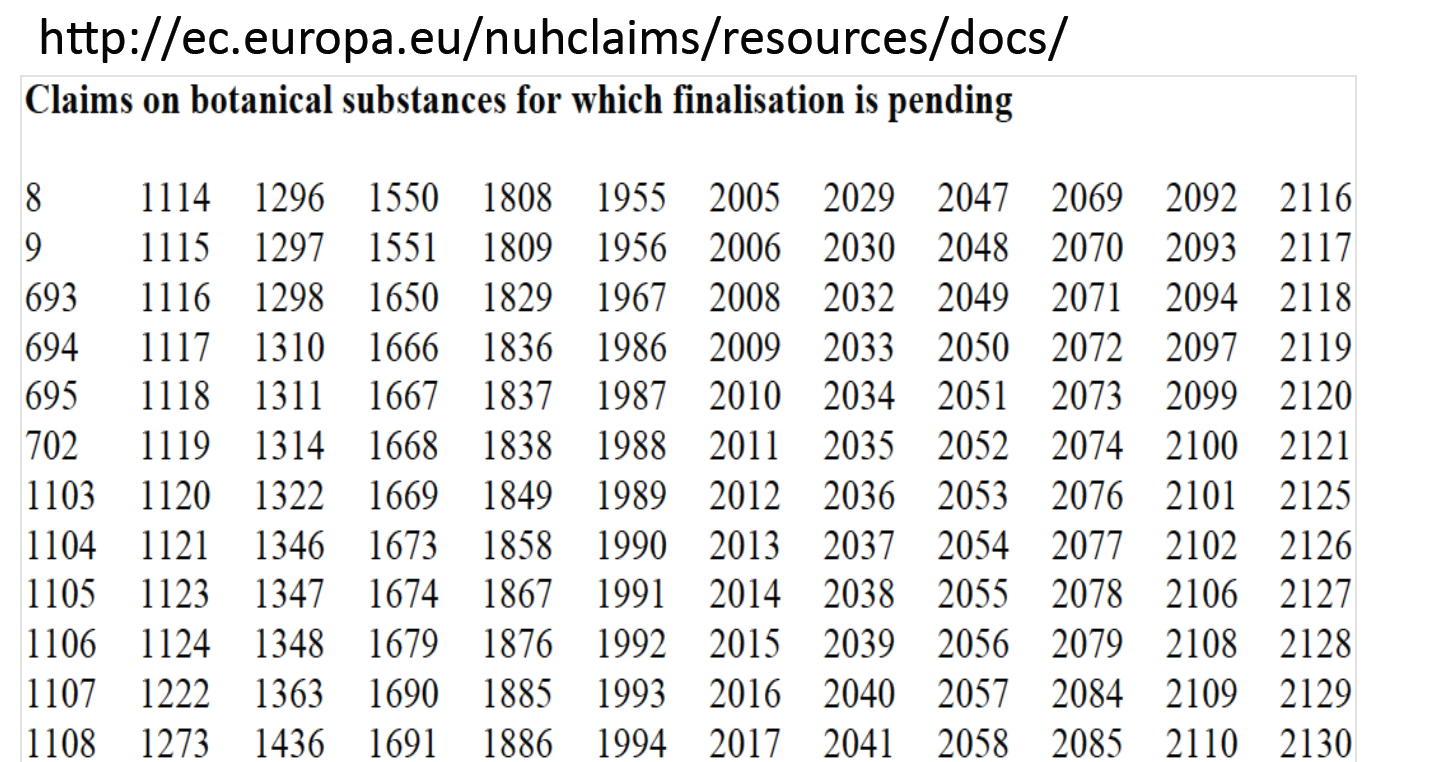 http://ec.europa.eu/nuhclaims/resources/docs/
Claims on botanical substances for which finalisation is pending
8 1114 1296 1550 1808 1955 2005 2029 2047 2069 2092 2116
9 1115 1297 1551 1809 1956 2006 2030 2048 2070 2093 2117
693 1116 1298 1650 1829 1967 2008 2032 2049 2071 2094 2118
694 1117 1310 1666 1836 1986 2009 2033 2050 2072 2097 2119
695 1118 1311 1667 1837 1987 2010 2034 2051 2073 2099 2120
702 1119 1314 1668 1838 1988 2011 2035 2052 2074 2100 2121
1103 1120 1322 1669 1849 1989 2012 2036 2053 2076 2101 2125
1104 1121 1346 1673 1858 1990 2013 2037 2054 2077 2102 2126
1105 1123 1347 1674 1867 1991 2014 2038 2055 2078 2106 2127
1106 1124 1348 1679 1876 1992 2015 2039 2056 2079 2108 2128
1107 1222 1363 1690 1885 1993 2016 2040 2057 2084 2109 2129
1108 1273 1436 1691 1886 1994 2017 2041 2058 2085 2110 2130